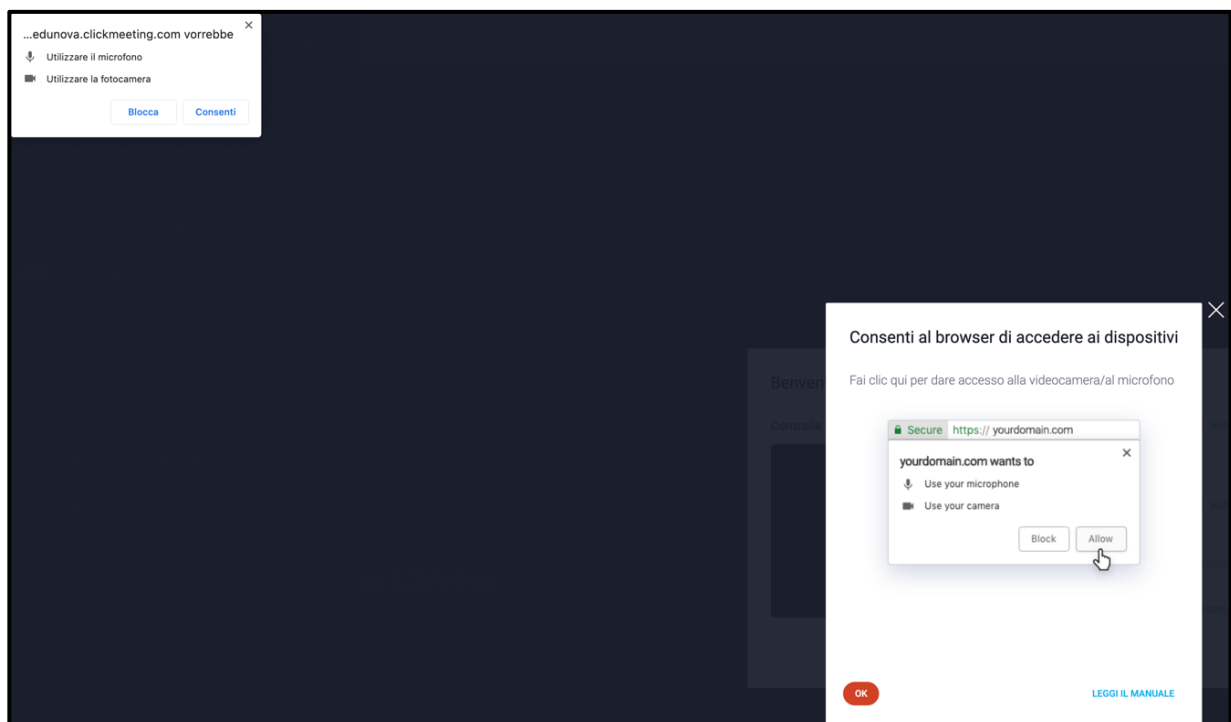 ...edunova.clickmeeting.com vorrebbe
Utilizzare il microfono
Utilizzare la fotocamera
Blocca Consenti
Consenti al browser di accedere ai dispositivi
Fai clic qui per dare accesso alla videocamera/al microfono
Secure https:// yourdomain.com
yourdomain.com wants to
Use your microphone
Use your camera
Block Allow
OK LEGGI IL MANUALE
Benven
Controlla